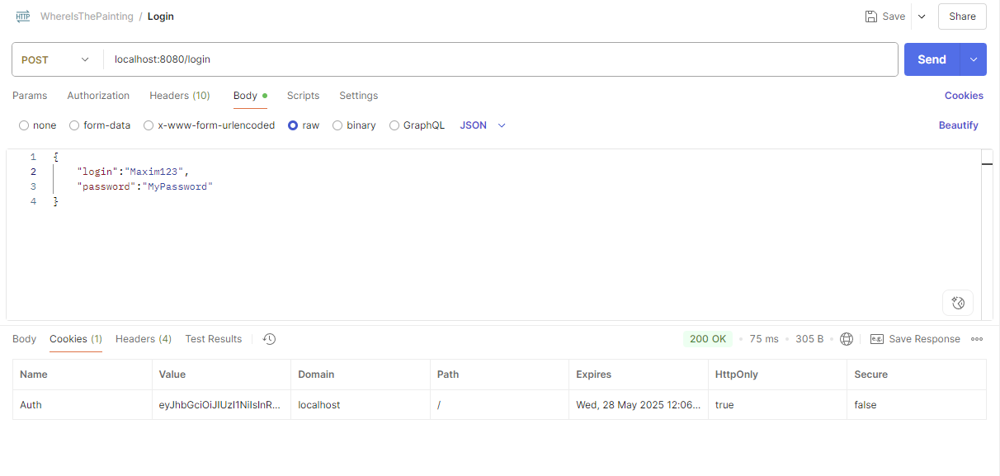 HTTP WhereIsThePainting / Login Save Share
POST localhost:8080/login Send
Params Authorization Headers (10) Body Scripts Settings Cookies
none form-data x-www-form-urlencoded raw binary GraphQL JSON Beautify
1 {
2 "login":"Maxim123",
3 "password":"MyPassword"
4 }
Body Cookies (1) Headers (4) Test Results 200 OK 75 ms 305 B e.g. Save Response
Name Value Domain Path Expires HttpOnly Secure
Auth eyJhbGciOiJIUzI1NiIsInR... localhost / Wed, 28 May 2025 12:06... true false